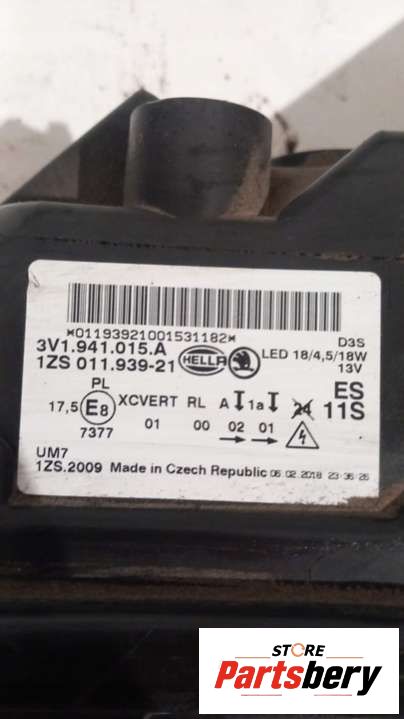 *011939210015311​82*
D3S
3V1.941.015.A
HELLA
LED 18/4,5/18W
1ZS 011.939-21
13V
PL
ES
17,5 E8 XCVERT RL A 1a 24 11S
7377 01 00 02 01
UM7
1ZS.2009 Made in Czech Republic 06.02.2018 23:36:26
STORE
Partsbery